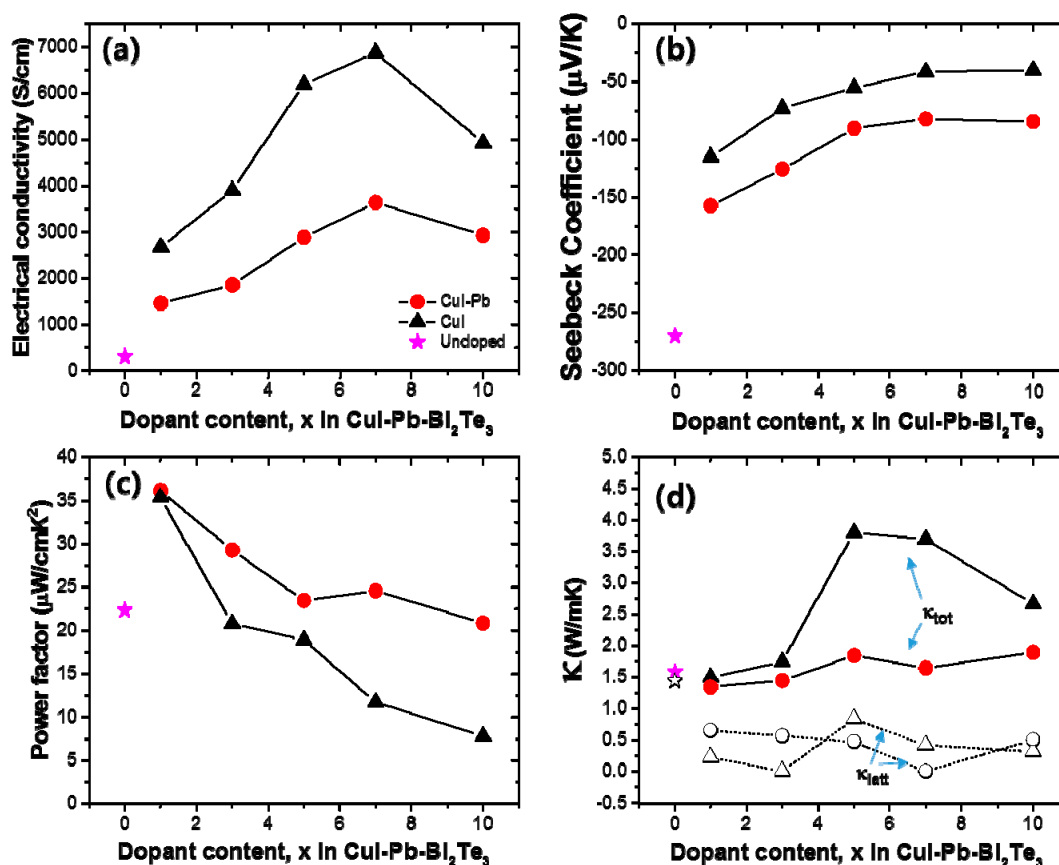 (a)
Electrical conductivity (S/cm)
7000
6000
5000
4000
3000
2000
1000
0
CuI-Pb
CuI
Undoped
0 2 4 6 8 10
Dopant content, x in CuI-Pb-Bi₂Te₃
(b)
Seebeck Coefficient (μV/K)
0
-50
-100
-150
-200
-250
-300
0 2 4 6 8 10
Dopant content, x in CuI-Pb-Bi₂Te₃
(c)
Power factor (μW/cmK²)
40
35
30
25
20
15
10
5
0
0 2 4 6 8 10
Dopant content, x in CuI-Pb-Bi₂Te₃
(d)
K (W/mK)
5.0
4.5
4.0
3.5
3.0
2.5
2.0
1.5
1.0
0.5
0.0
-0.5
κtot
κlatt
0 2 4 6 8 10
Dopant content, x in CuI-Pb-Bi₂Te₃